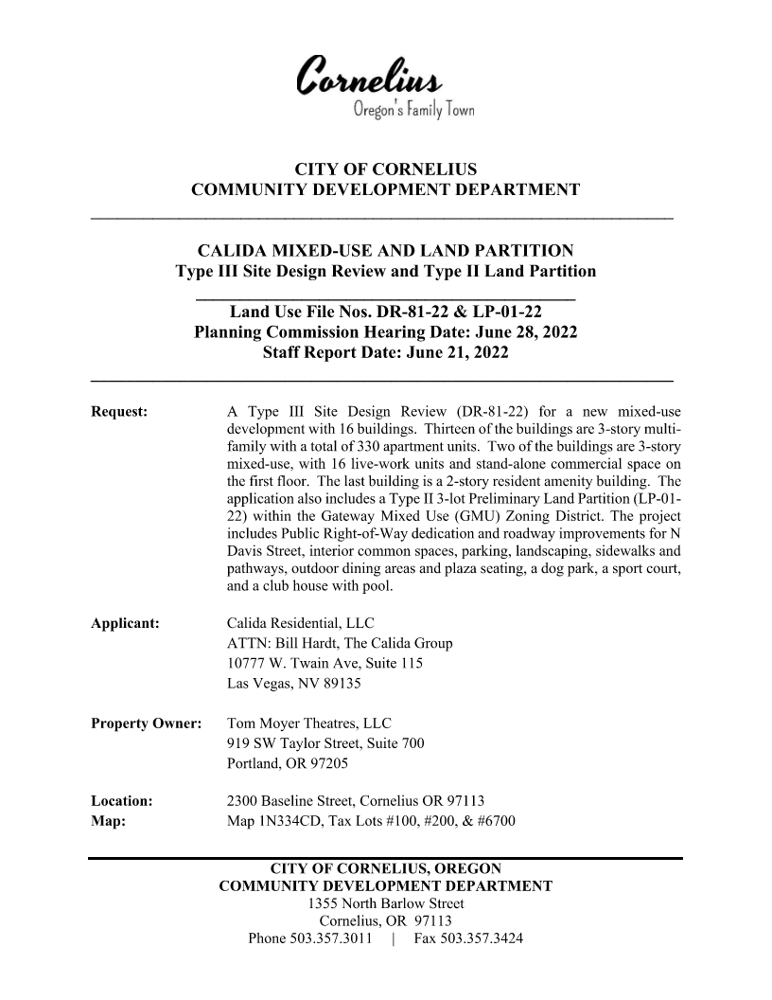 Cornelius
Oregon's Family Town
CITY OF CORNELIUS
COMMUNITY DEVELOPMENT DEPARTMENT
CALIDA MIXED-USE AND LAND PARTITION
Type III Site Design Review and Type II Land Partition
Land Use File Nos. DR-81-22 & LP-01-22
Planning Commission Hearing Date: June 28, 2022
Staff Report Date: June 21, 2022
Request: A Type III Site Design Review (DR-81-22) for a new mixed-use
development with 16 buildings. Thirteen of the buildings are 3-story multi-
family with a total of 330 apartment units. Two of the buildings are 3-story
mixed-use, with 16 live-work units and stand-alone commercial space on
the first floor. The last building is a 2-story resident amenity building. The
application also includes a Type II 3-lot Preliminary Land Partition (LP-01-
22) within the Gateway Mixed Use (GMU) Zoning District. The project
includes Public Right-of-Way dedication and roadway improvements for N
Davis Street, interior common spaces, parking, landscaping, sidewalks and
pathways, outdoor dining areas and plaza seating, a dog park, a sport court,
and a club house with pool.
Applicant: Calida Residential, LLC
ATTN: Bill Hardt, The Calida Group
10777 W. Twain Ave, Suite 115
Las Vegas, NV 89135
Property Owner: Tom Moyer Theatres, LLC
919 SW Taylor Street, Suite 700
Portland, OR 97205
Location: 2300 Baseline Street, Cornelius OR 97113
Map: Map 1N334CD, Tax Lots #100, #200, & #6700
CITY OF CORNELIUS, OREGON
COMMUNITY DEVELOPMENT DEPARTMENT
1355 North Barlow Street
Cornelius, OR 97113
Phone 503.357.3011 | Fax 503.357.3424